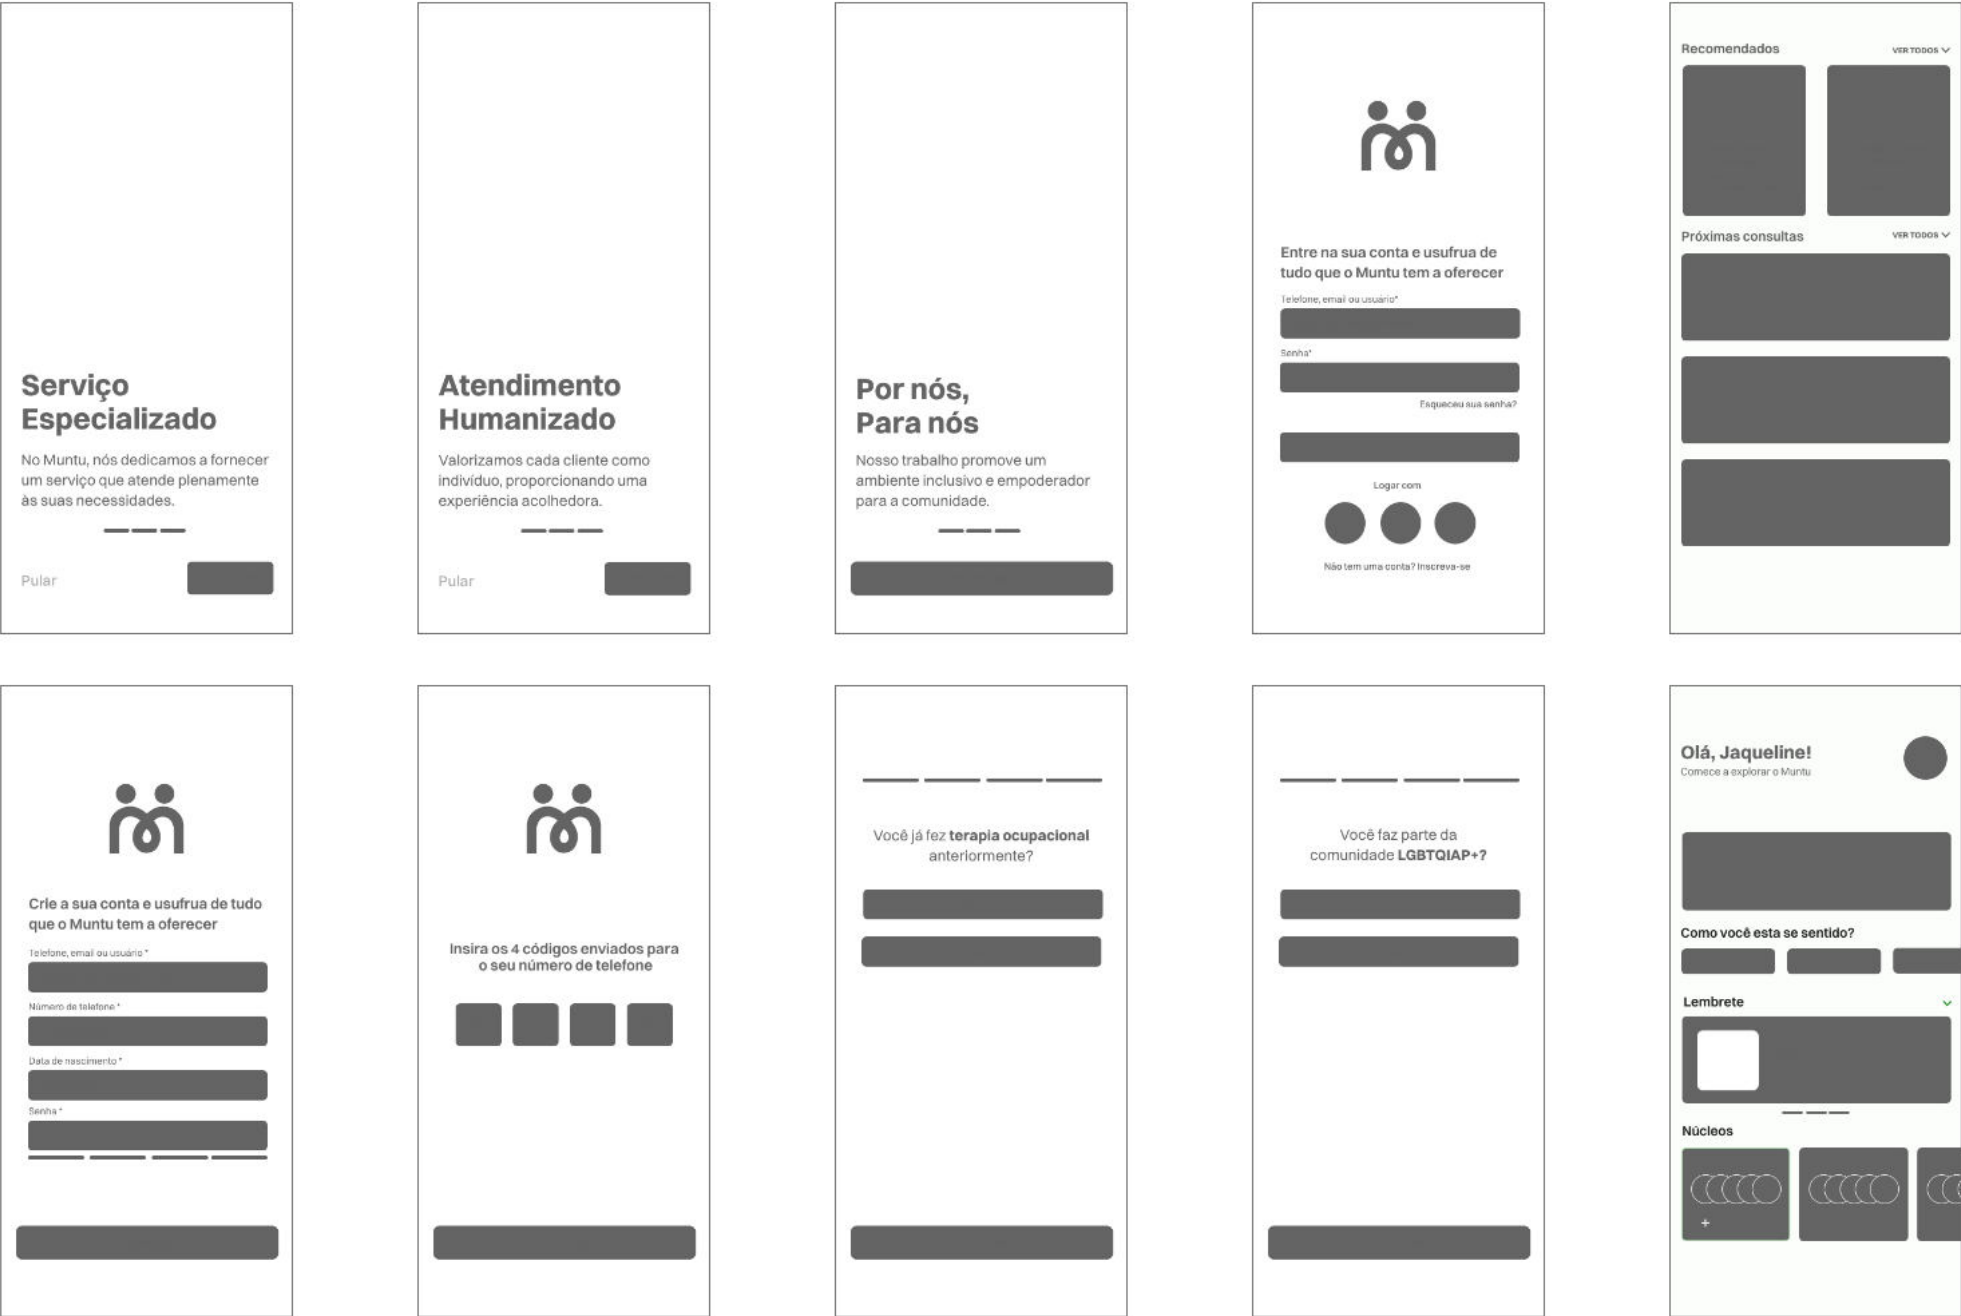 Serviço
Especializado
No Muntu, nós dedicamos a fornecer
um serviço que atende plenamente
às suas necessidades.
Pular
Atendimento
Humanizado
Valorizamos cada cliente como
indivíduo, proporcionando uma
experiência acolhedora.
Pular
Por nós,
Para nós
Nosso trabalho promove um
ambiente inclusivo e empoderador
para a comunidade.
Entre na sua conta e usufrua de
tudo que o Muntu tem a oferecer
Telefone, email ou usuário*
Senha*
Esqueceu sua senha?
Logar com
Não tem uma conta? Inscreva-se
Recomendados
VER TODOS
Próximas consultas
VER TODOS
Crie a sua conta e usufrua de tudo
que o Muntu tem a oferecer
Telefone, email ou usuário *
Número de telefone *
Data de nascimento *
Senha *
Insira os 4 códigos enviados para
o seu número de telefone
Você já fez terapia ocupacional
anteriormente?
Você faz parte da
comunidade LGBTQIAP+?
Olá, Jaqueline!
Comece a explorar o Muntu
Como você esta se sentido?
Lembrete
Núcleos
+